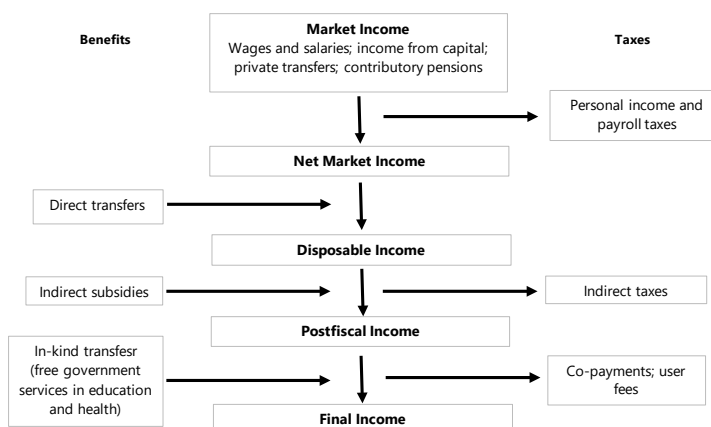 Benefits
Market Income
Wages and salaries; income from capital;
private transfers; contributory pensions
Taxes
Personal income and
payroll taxes
Net Market Income
Direct transfers
Disposable Income
Indirect subsidies
Indirect taxes
Postfiscal Income
In-kind transfesr
(free government
services in education
and health)
Co-payments; user
fees
Final Income